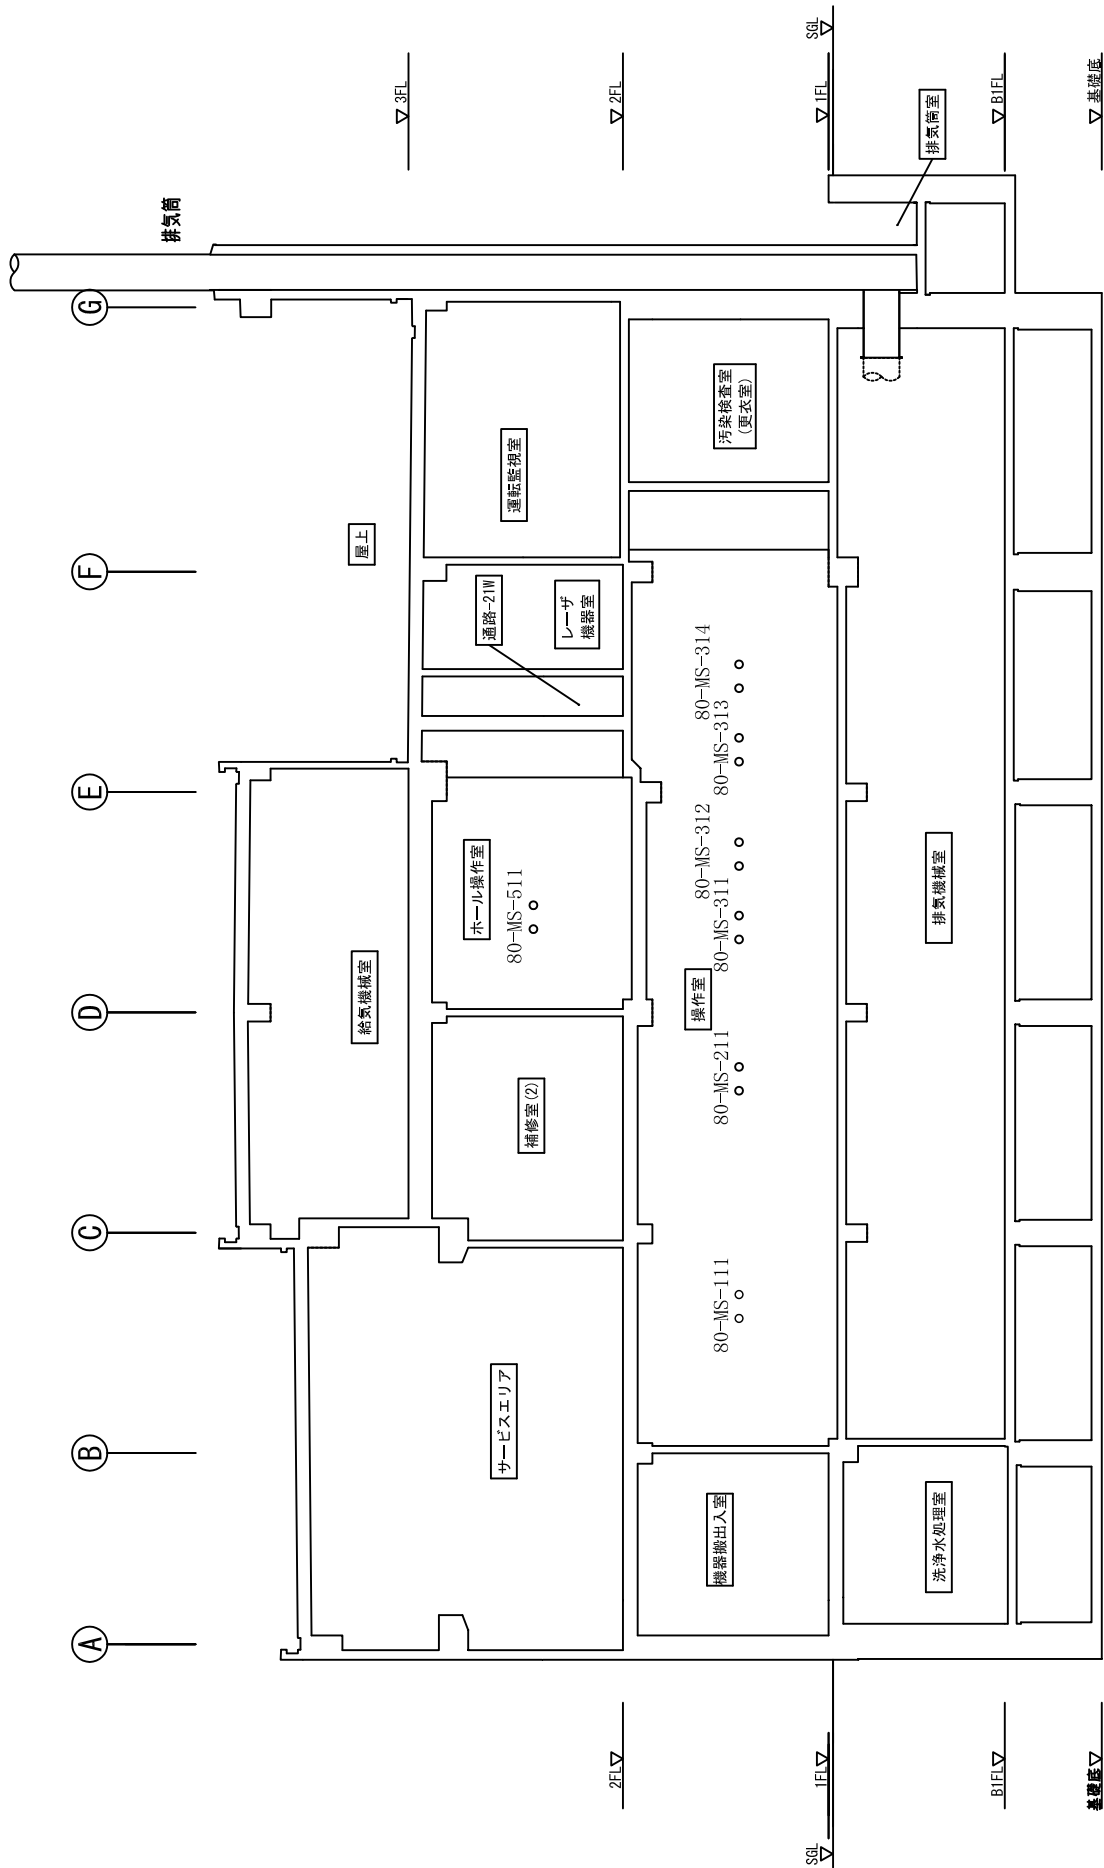 A
B
C
D
E
F
G
排気筒
3FL
2FL
SGL
1FL
B1FL
基礎底
排気筒室
屋上
給気機械室
サービスエリア
補修室(2)
ホール操作室
80-MS-511
通路-21W
レーザ
機器室
運転監視室
機器搬出入室
操作室
80-MS-111
80-MS-211
80-MS-311
80-MS-312
80-MS-313
80-MS-314
汚染検査室
(更衣室)
洗浄水処理室
排気機械室
2FL
1FL
SGL
B1FL
基礎底